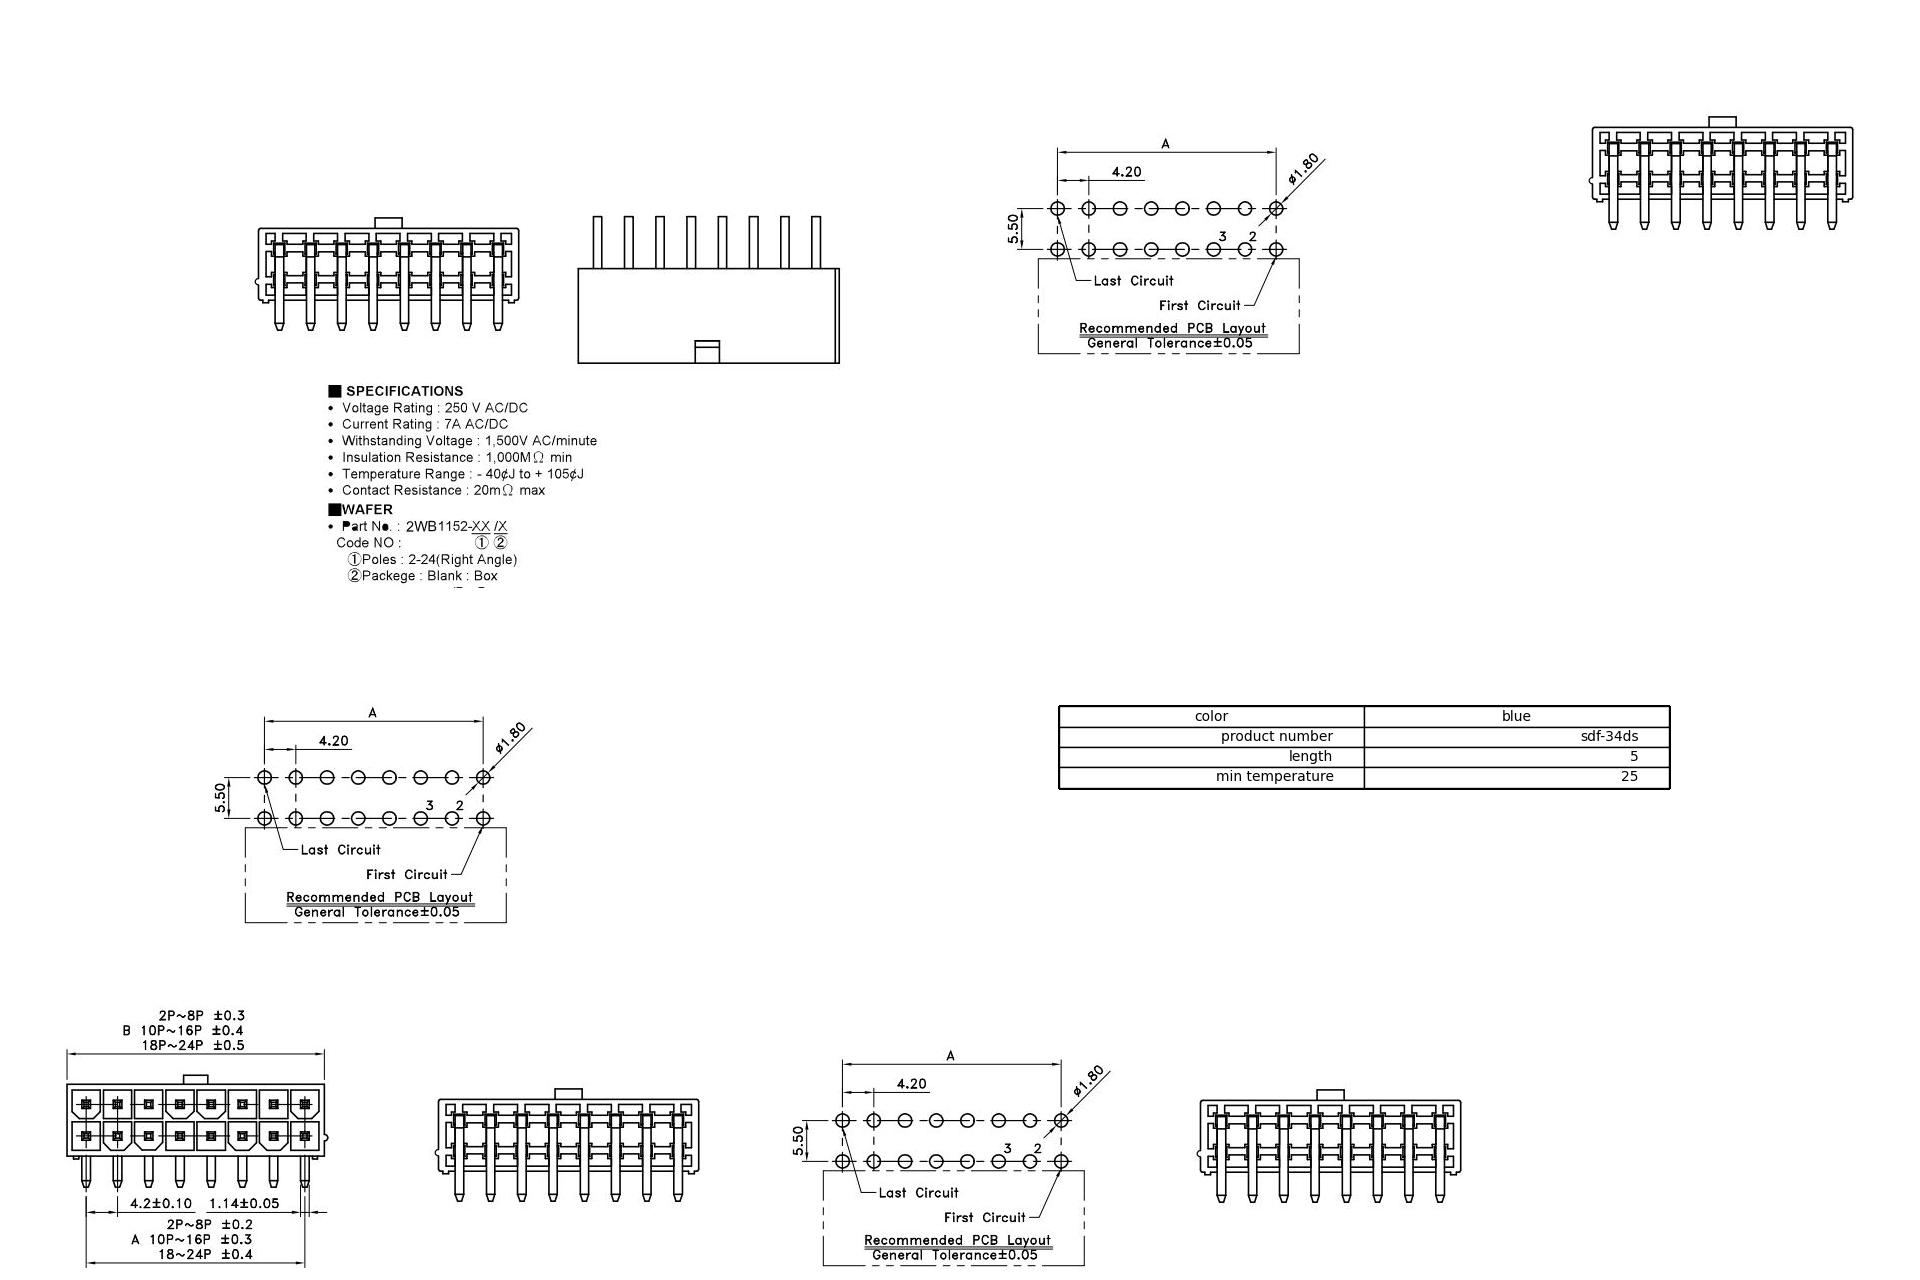 A
4.20
ø1.80
5.50
3 2
Last Circuit
First Circuit
Recommended PCB Layout
General Tolerance±0.05
■ SPECIFICATIONS
• Voltage Rating : 250 V AC/DC
• Current Rating : 7A AC/DC
• Withstanding Voltage : 1,500V AC/minute
• Insulation Resistance : 1,000MΩ min
• Temperature Range : - 40¢J to + 105¢J
• Contact Resistance : 20mΩ max
■WAFER
• Part No. : 2WB1152-XX /X
Code NO : ① ②
①Poles : 2-24(Right Angle)
②Packege : Blank : Box
color blue
product number sdf-34ds
length 5
min temperature 25
A
4.20
ø1.80
5.50
3 2
Last Circuit
First Circuit
Recommended PCB Layout
General Tolerance±0.05
2P~8P ±0.3
B 10P~16P ±0.4
18P~24P ±0.5
4.2±0.10 1.14±0.05
2P~8P ±0.2
A 10P~16P ±0.3
18~24P ±0.4
A
4.20
ø1.80
5.50
3 2
Last Circuit
First Circuit
Recommended PCB Layout
General Tolerance±0.05